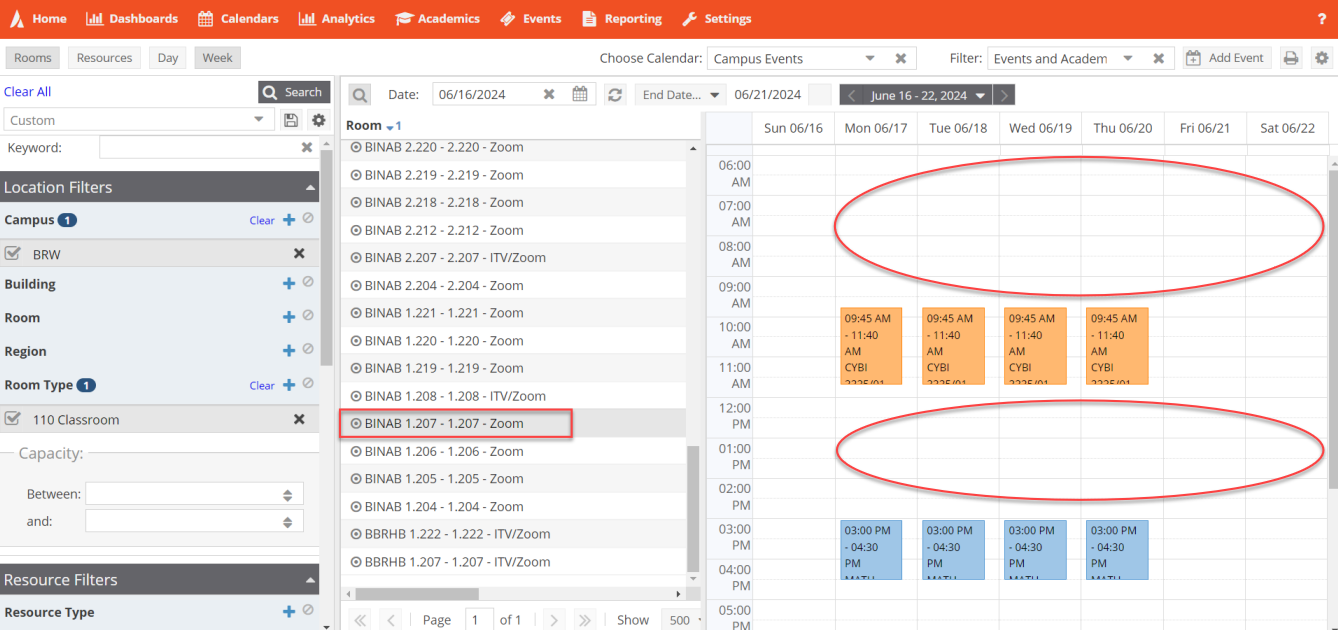 Home Dashboards Calendars Analytics Academics Events Reporting Settings ?
Rooms Resources Day Week Choose Calendar: Campus Events Filter: Events and Academ Add Event
Clear All Search
Custom
Keyword:
Location Filters
Campus 1 Clear
BRW
Building
Room
Region
Room Type 1 Clear
110 Classroom
Capacity:
Between:
and:
Resource Filters
Resource Type
Date: 06/16/2024 End Date... 06/21/2024 June 16 - 22, 2024
Room 1
BINAB 2.220 - 2.220 - Zoom
BINAB 2.219 - 2.219 - Zoom
BINAB 2.218 - 2.218 - Zoom
BINAB 2.212 - 2.212 - Zoom
BINAB 2.207 - 2.207 - ITV/Zoom
BINAB 2.204 - 2.204 - Zoom
BINAB 1.221 - 1.221 - Zoom
BINAB 1.220 - 1.220 - Zoom
BINAB 1.219 - 1.219 - Zoom
BINAB 1.208 - 1.208 - ITV/Zoom
BINAB 1.207 - 1.207 - Zoom
BINAB 1.206 - 1.206 - Zoom
BINAB 1.205 - 1.205 - Zoom
BINAB 1.204 - 1.204 - Zoom
BBRHB 1.222 - 1.222 - ITV/Zoom
BBRHB 1.207 - 1.207 - ITV/Zoom
Page 1 of 1 Show 500
Sun 06/16 Mon 06/17 Tue 06/18 Wed 06/19 Thu 06/20 Fri 06/21 Sat 06/22
06:00
AM
07:00
AM
08:00
AM
09:00
AM
10:00
AM
11:00
AM
12:00
PM
01:00
PM
02:00
PM
03:00
PM
04:00
PM
05:00
PM
09:45 AM
- 11:40
AM
CYBI
09:45 AM
- 11:40
AM
CYBI
09:45 AM
- 11:40
AM
CYBI
09:45 AM
- 11:40
AM
CYBI
03:00 PM
- 04:30
PM
03:00 PM
- 04:30
PM
03:00 PM
- 04:30
PM
03:00 PM
- 04:30
PM